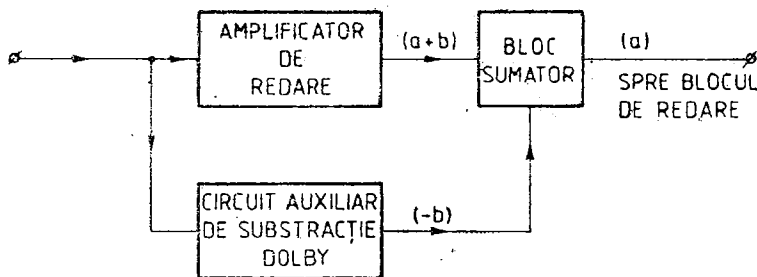 AMPLIFICATOR
DE
REDARE
(a+b)
BLOC
SUMATOR
(a)
SPRE BLOCUL
DE REDARE
CIRCUIT AUXILIAR
DE SUBSTRACȚIE
DOLBY
(-b)